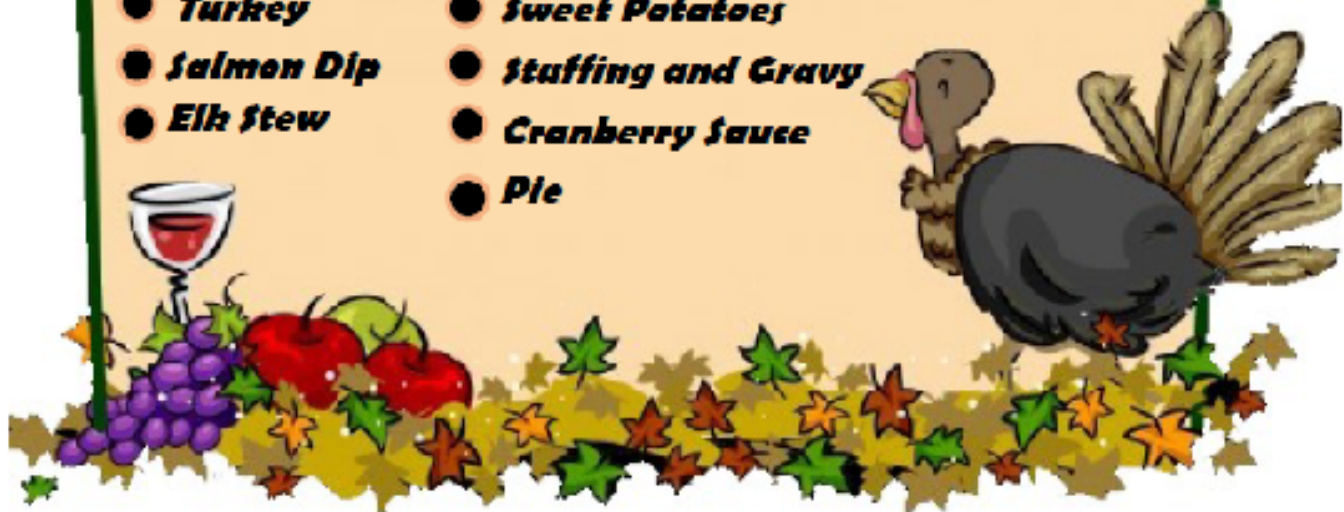 Turkey
Salmon Dip
Elk Stew
Sweet Potatoes
Stuffing and Gravy
Cranberry Sauce
Pie